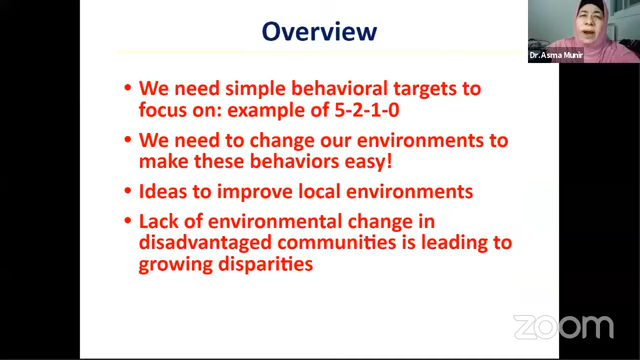 Overview
Dr. Asma Munir
• We need simple behavioral targets to
focus on: example of 5-2-1-0
• We need to change our environments to
make these behaviors easy!
• Ideas to improve local environments
• Lack of environmental change in
disadvantaged communities is leading to
growing disparities
zoom